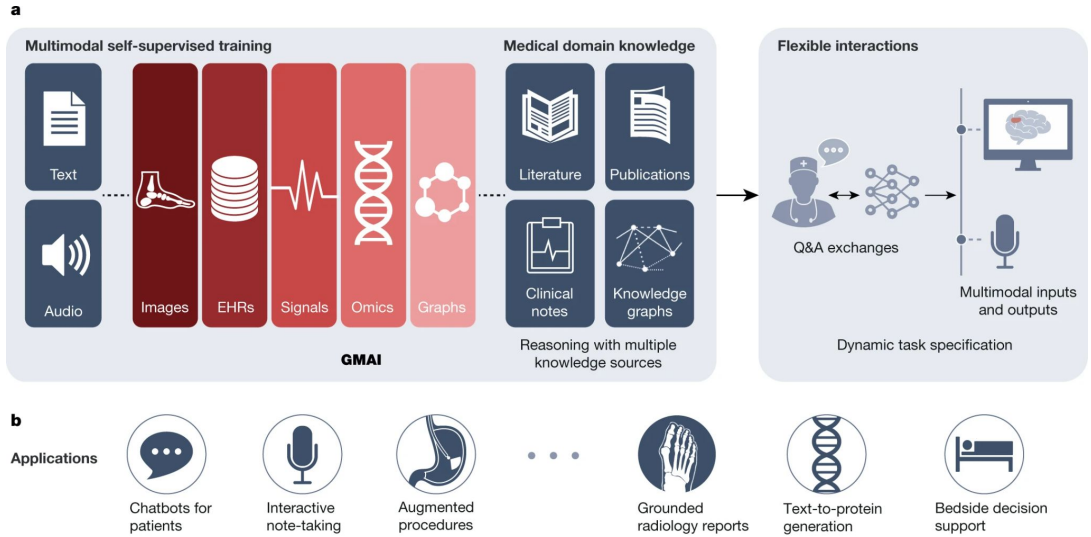 a
Multimodal self-supervised training
Medical domain knowledge
Flexible interactions
Text
Audio
Images
EHRs
Signals
Omics
Graphs
Literature
Publications
Clinical
notes
Knowledge
graphs
GMAI
Reasoning with multiple
knowledge sources
Q&A exchanges
Multimodal inputs
and outputs
Dynamic task specification
b
Applications
Chatbots for
patients
Interactive
note-taking
Augmented
procedures
Grounded
radiology reports
Text-to-protein
generation
Bedside decision
support